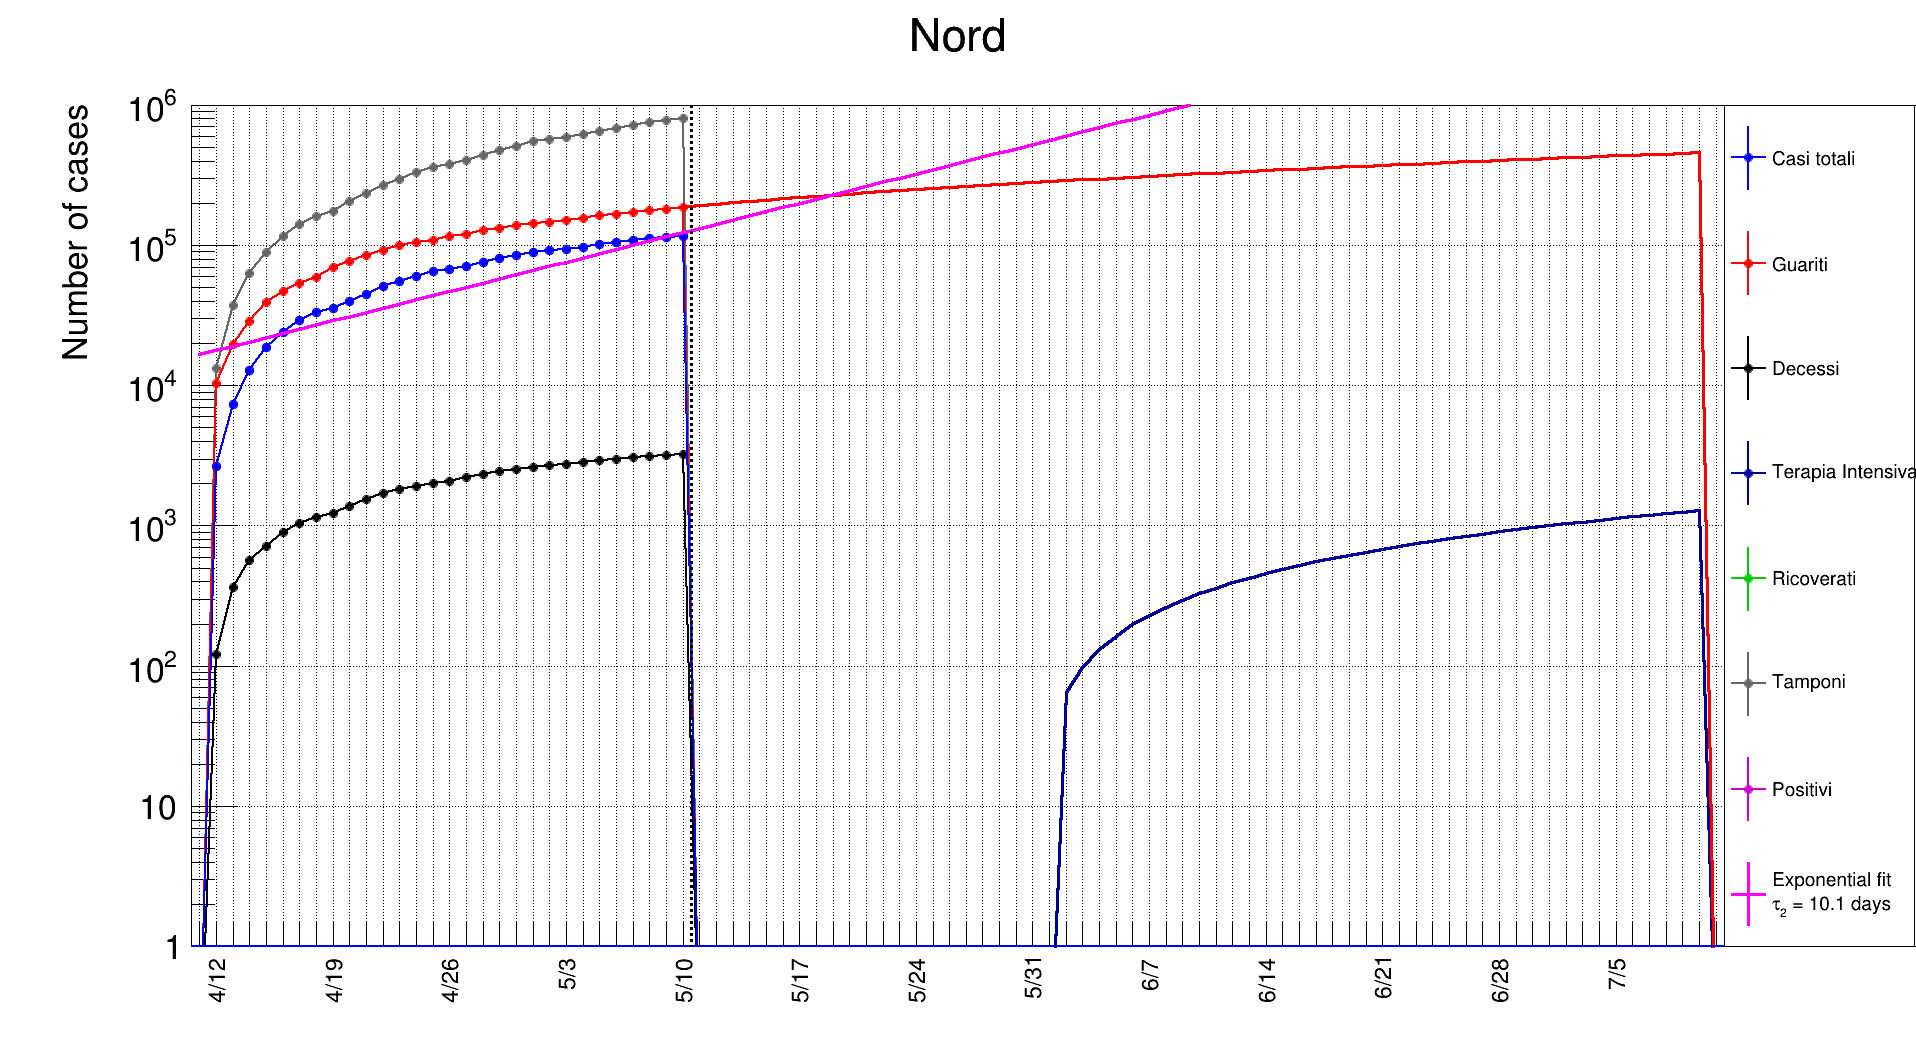 Nord
Number of cases
10^6
10^5
10^4
10^3
10^2
10
1
4/12
4/19
4/26
5/3
5/10
5/17
5/24
5/31
6/7
6/14
6/21
6/28
7/5
Casi totali
Guariti
Decessi
Terapia Intensiva
Ricoverati
Tamponi
Positivi
Exponential fit
τ₂ = 10.1 days